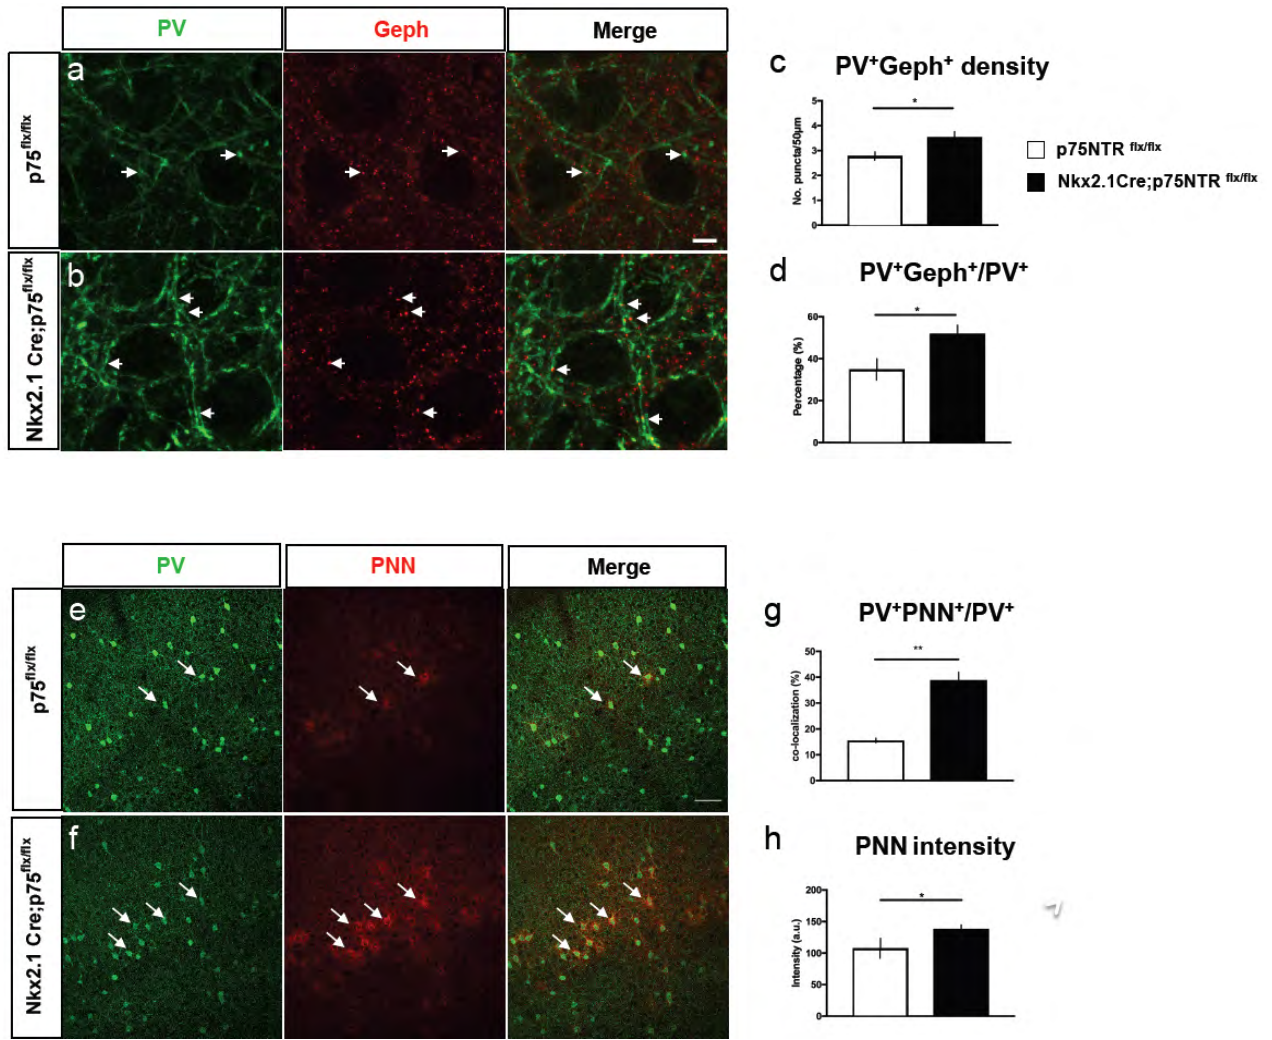 PV Geph Merge
p75flx/flx
a
Nkx2.1 Cre;p75flx/flx
b
c PV+Geph+ density
No. puncta/50µm
5
4
3
2
1
0
*
p75NTR flx/flx
Nkx2.1Cre;p75NTR flx/flx
d PV+Geph+/PV+
Percentage (%)
60
40
20
0
*
PV PNN Merge
p75flx/flx
e
Nkx2.1 Cre;p75flx/flx
f
g PV+PNN+/PV+
co-localization (%)
50
40
30
20
10
0
**
h PNN intensity
Intensity (a.u.)
200
150
100
50
0
*